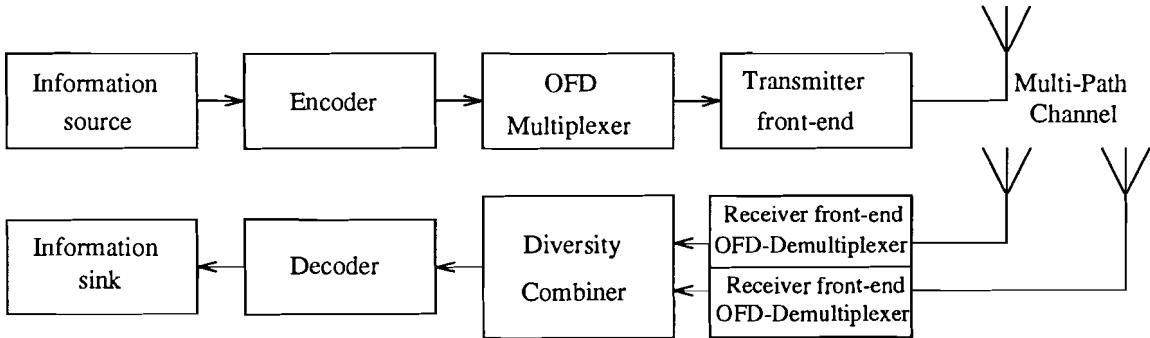 Information
source
Encoder
OFD
Multiplexer
Transmitter
front-end
Multi-Path
Channel
Information
sink
Decoder
Diversity
Combiner
Receiver front-end
OFD-Demultiplexer
Receiver front-end
OFD-Demultiplexer